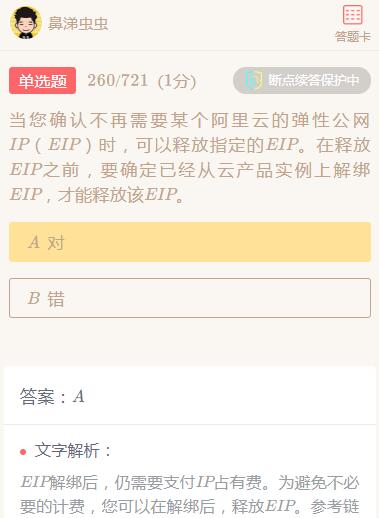 鼻涕虫虫
答题卡
单选题 260/721 (1分) 断点续答保护中
当您确认不再需要某个阿里云的弹性公网
IP（EIP）时，可以释放指定的EIP。在释放
EIP之前，要确定已经从云产品实例上解绑
EIP，才能释放该EIP。
A 对
B 错
答案：A
文字解析：
EIP解绑后，仍需要支付IP占有费。为避免不必
要的计费，您可以在解绑后，释放EIP。参考链